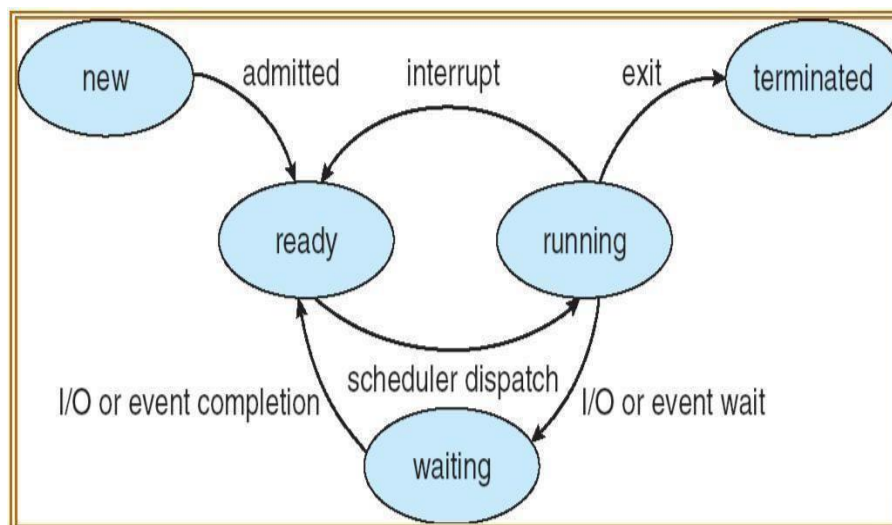 new
admitted
interrupt
exit
terminated
ready
running
scheduler dispatch
I/O or event completion
I/O or event wait
waiting